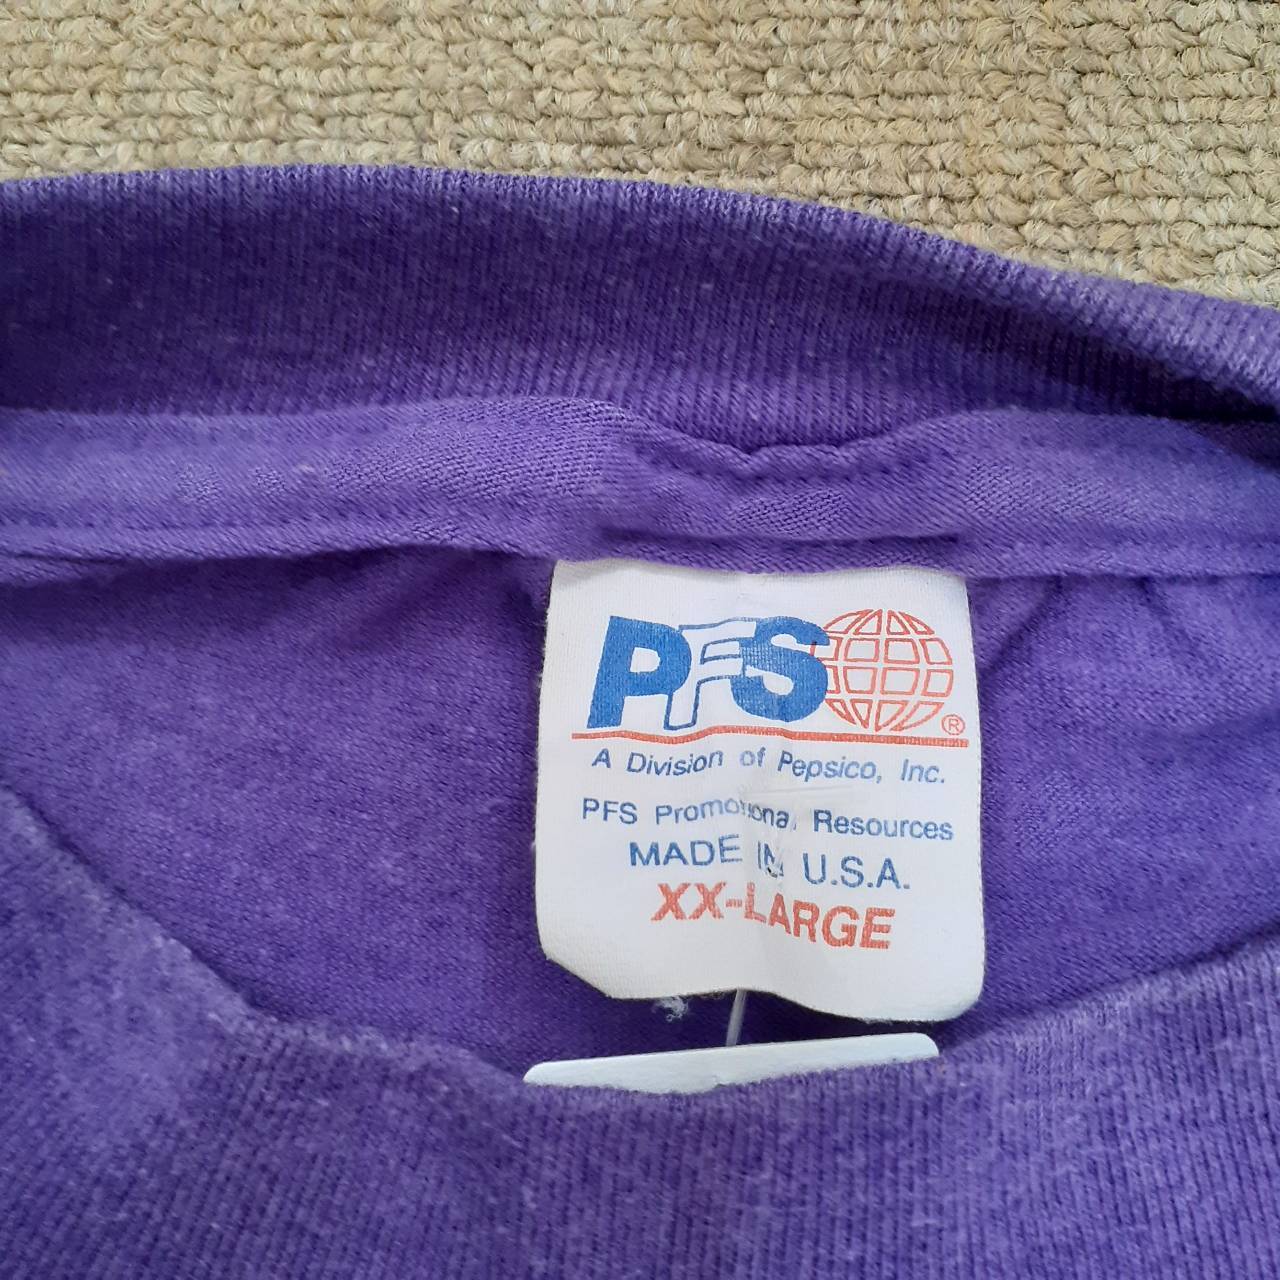 PFS ®
A Division of Pepsico, Inc.
PFS Promotional Resources
MADE IN U.S.A.
XX-LARGE